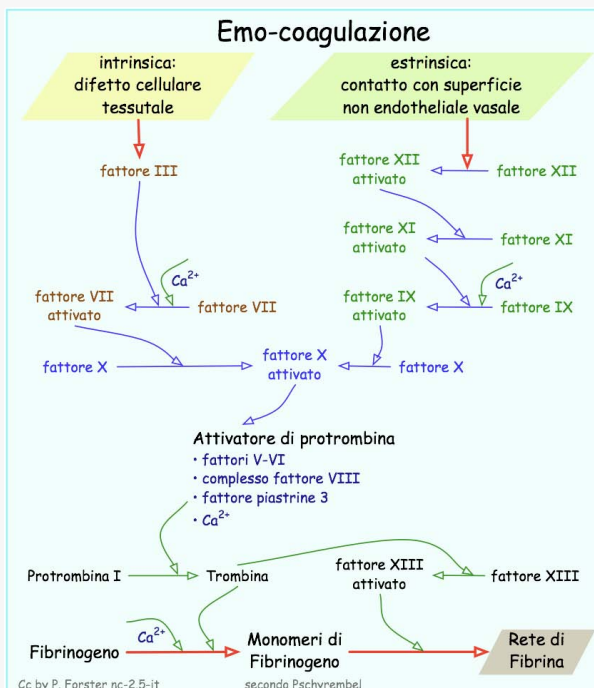 Emo-coagulazione
intrinsica:
difetto cellulare
tessutale
estrinsica:
contatto con superficie
non endotheliale vasale
fattore III
fattore XII
attivato
fattore XII
fattore XI
attivato
fattore XI
Ca2+
Ca2+
fattore VII
attivato
fattore VII
fattore IX
attivato
fattore IX
fattore X
fattore X
attivato
fattore X
Attivatore di protrombina
• fattori V-VI
• complesso fattore VIII
• fattore piastrine 3
• Ca2+
Protrombina I
Trombina
fattore XIII
attivato
fattore XIII
Ca2+
Fibrinogeno
Monomeri di
Fibrinogeno
Rete di
Fibrina
Cc by P. Forster nc-2.5-it
secondo Pschyrembel